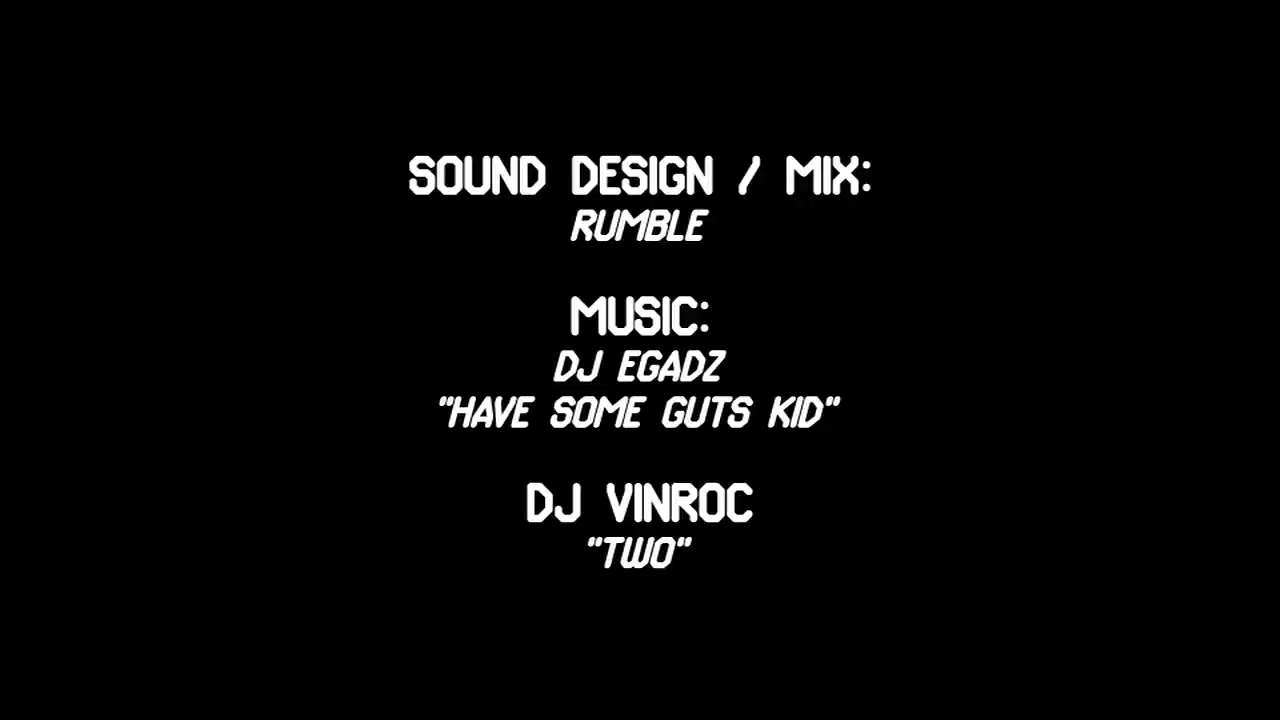 SOUND DESIGN / MIX:
RUMBLE
MUSIC:
DJ EGADZ
"HAVE SOME GUTS KID"
DJ VINROC
"TWO"